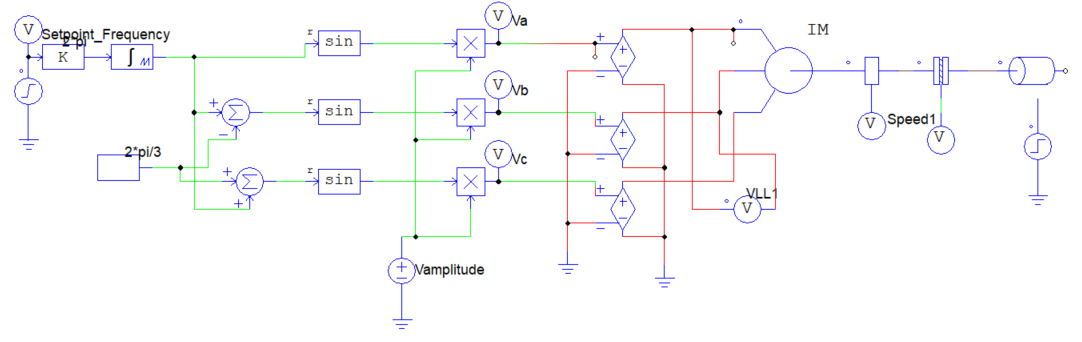 V
Setpoint_Frequency
2*pi
K
∫
r
sin
Va
V
IM
2*pi/3
Σ
r
sin
Vb
V
V
Speed1
V
Σ
r
sin
Vc
V
VLL1
V
Vamplitude